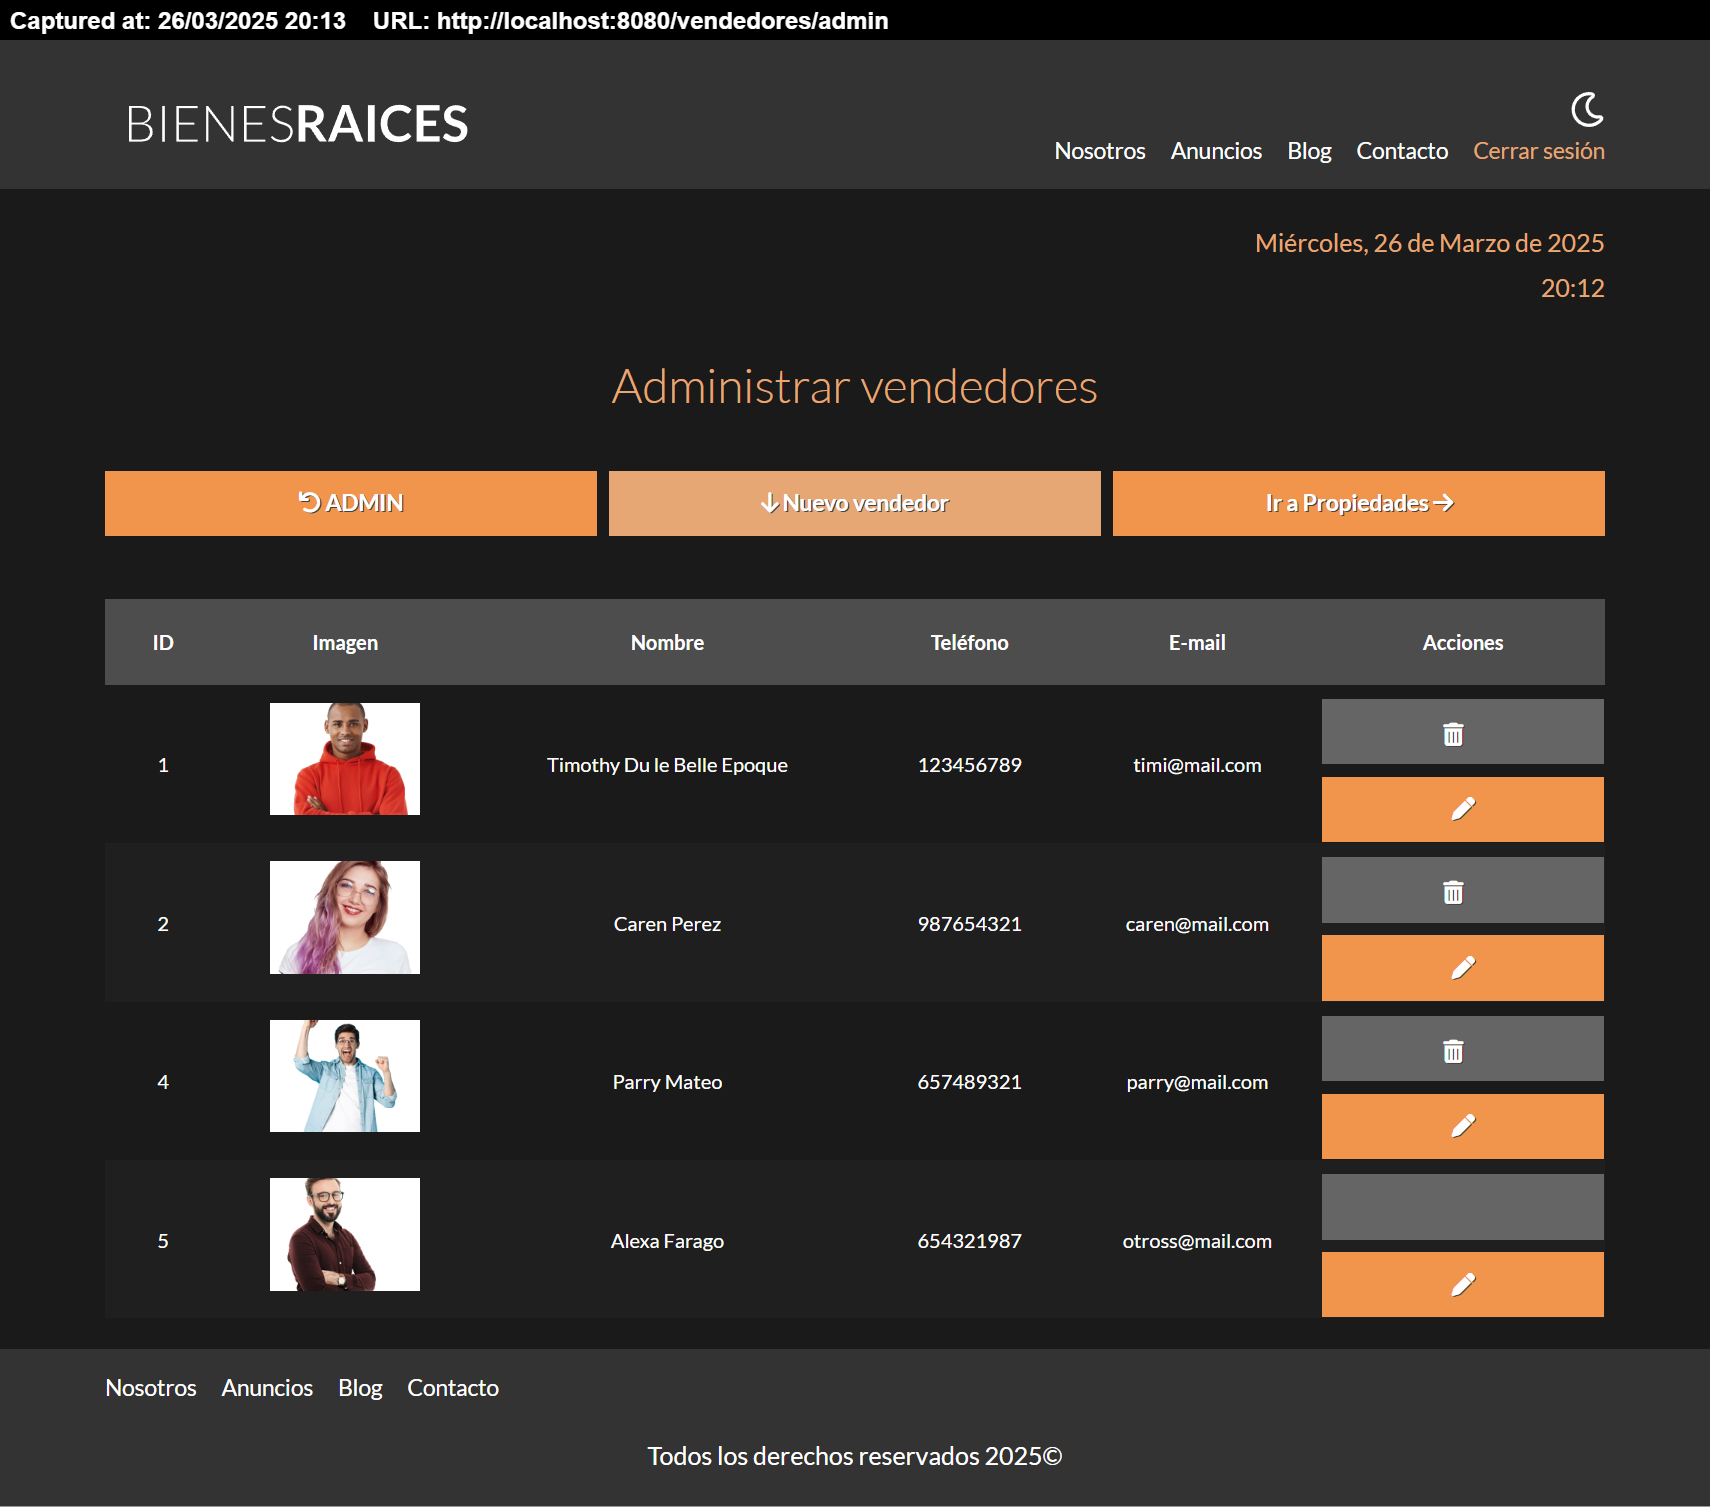 Captured at: 26/03/2025 20:13 URL: http://localhost:8080/vendedores/admin
BIENESRAICES
Nosotros Anuncios Blog Contacto Cerrar sesión
Miércoles, 26 de Marzo de 2025
20:12
Administrar vendedores
ADMIN Nuevo vendedor Ir a Propiedades
ID Imagen Nombre Teléfono E-mail Acciones
1 Timothy Du le Belle Epoque 123456789 timi@mail.com
2 Caren Perez 987654321 caren@mail.com
4 Parry Mateo 657489321 parry@mail.com
5 Alexa Farago 654321987 otross@mail.com
Nosotros Anuncios Blog Contacto
Todos los derechos reservados 2025©